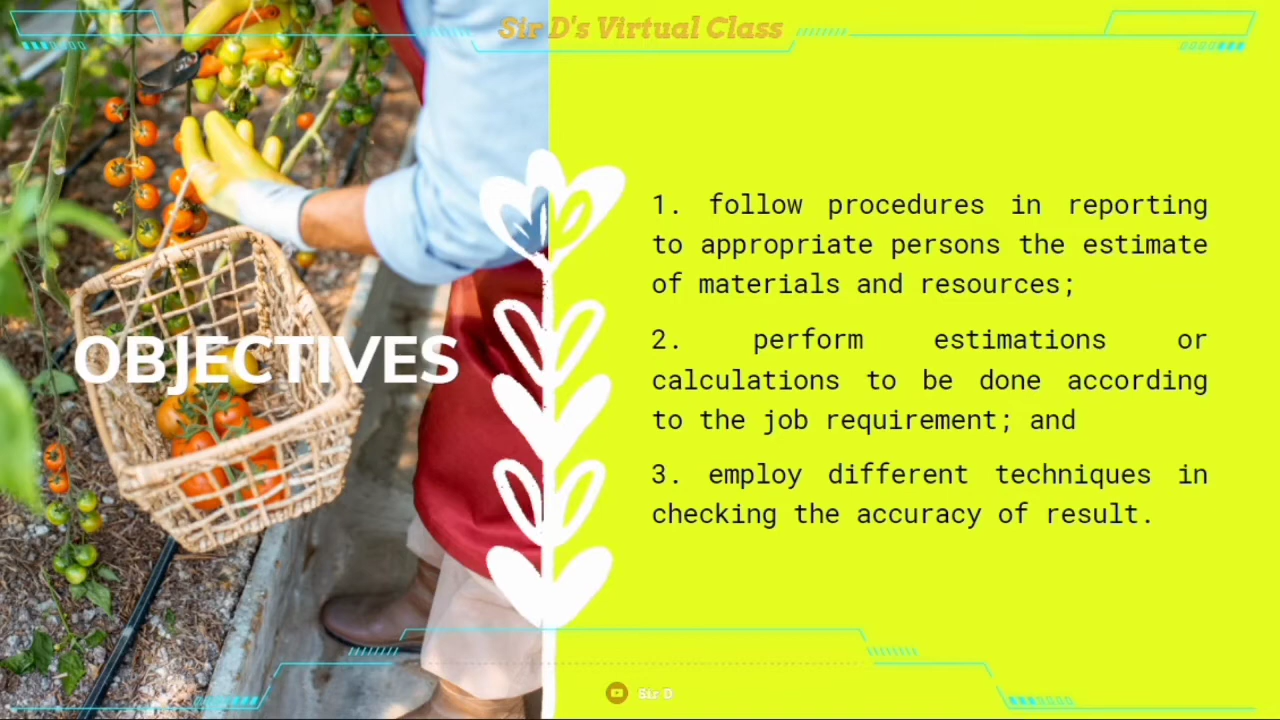 Sir D's Virtual Class
OBJECTIVES
1. follow procedures in reporting
to appropriate persons the estimate
of materials and resources;
2. perform estimations or
calculations to be done according
to the job requirement; and
3. employ different techniques in
checking the accuracy of result.
Sir D